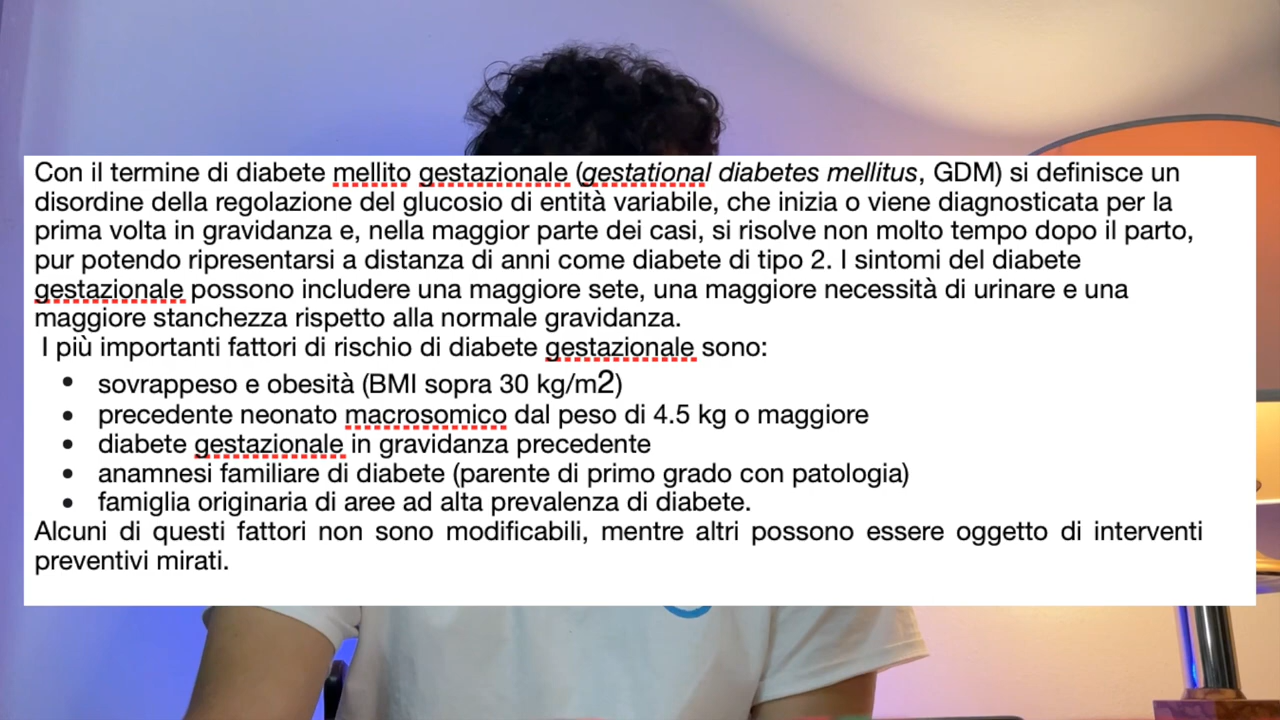 Con il termine di diabete mellito gestazionale (gestational diabetes mellitus, GDM) si definisce un
disordine della regolazione del glucosio di entità variabile, che inizia o viene diagnosticata per la
prima volta in gravidanza e, nella maggior parte dei casi, si risolve non molto tempo dopo il parto,
pur potendo ripresentarsi a distanza di anni come diabete di tipo 2. I sintomi del diabete
gestazionale possono includere una maggiore sete, una maggiore necessità di urinare e una
maggiore stanchezza rispetto alla normale gravidanza.
I più importanti fattori di rischio di diabete gestazionale sono:
• sovrappeso e obesità (BMI sopra 30 kg/m2)
• precedente neonato macrosomico dal peso di 4.5 kg o maggiore
• diabete gestazionale in gravidanza precedente
• anamnesi familiare di diabete (parente di primo grado con patologia)
• famiglia originaria di aree ad alta prevalenza di diabete.
Alcuni di questi fattori non sono modificabili, mentre altri possono essere oggetto di interventi
preventivi mirati.